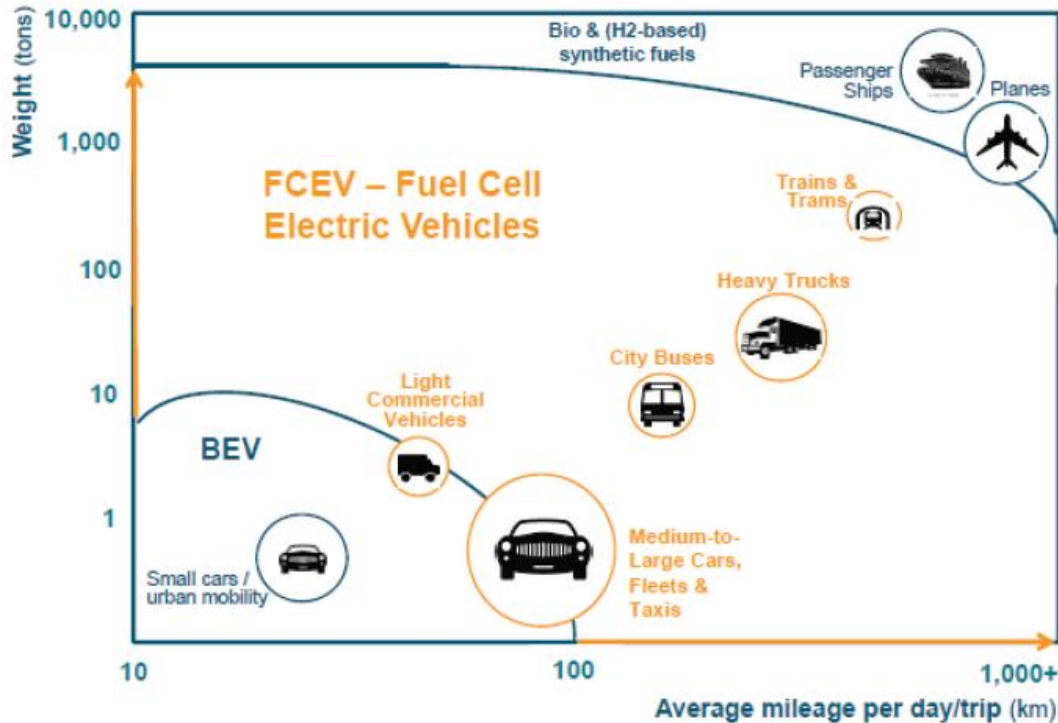 10,000
Weight (tons)
Bio & (H2-based)
synthetic fuels
Passenger
Ships
Planes
1,000
FCEV – Fuel Cell
Electric Vehicles
Trains &
Trams
100
Heavy Trucks
City Buses
10
Light
Commercial
Vehicles
BEV
1
Medium-to-
Large Cars,
Fleets &
Taxis
Small cars /
urban mobility
10
100
1,000+
Average mileage per day/trip (km)